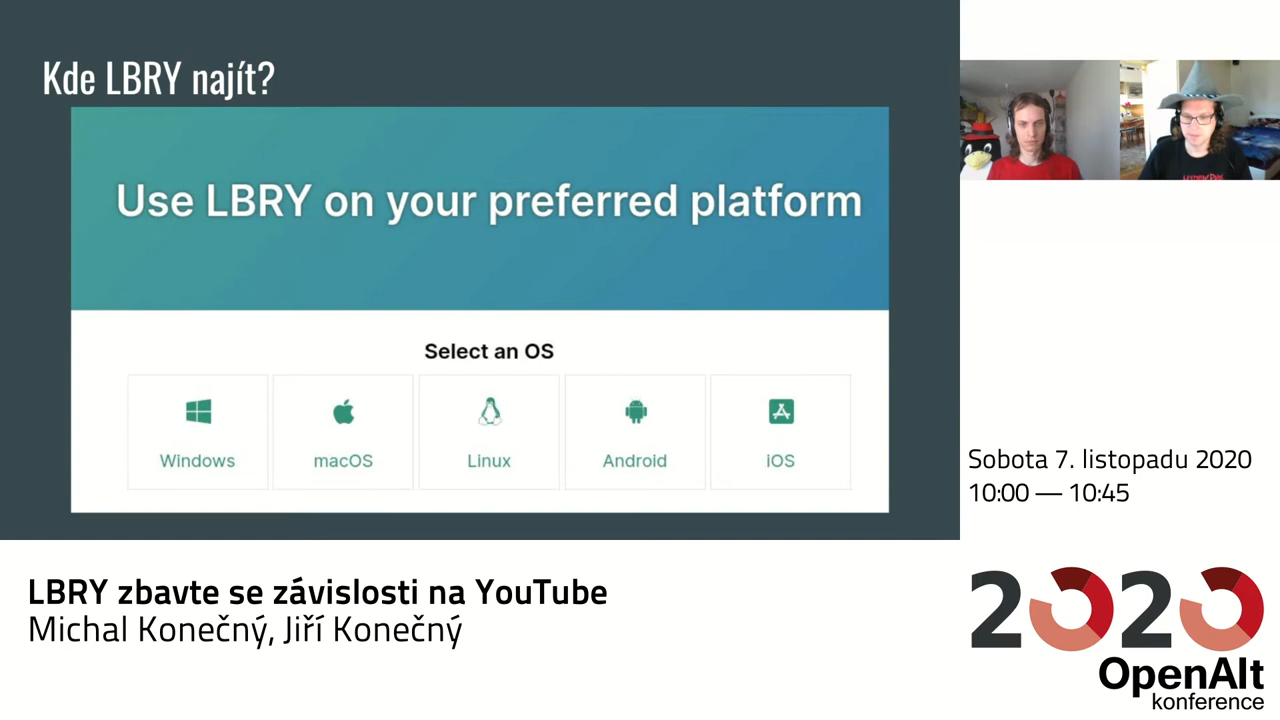 Kde LBRY najít?
Use LBRY on your preferred platform
Select an OS
Windows
macOS
Linux
Android
iOS
Sobota 7. listopadu 2020
10:00 — 10:45
LBRY zbavte se závislosti na YouTube
Michal Konečný, Jiří Konečný
2020
OpenAlt
konference